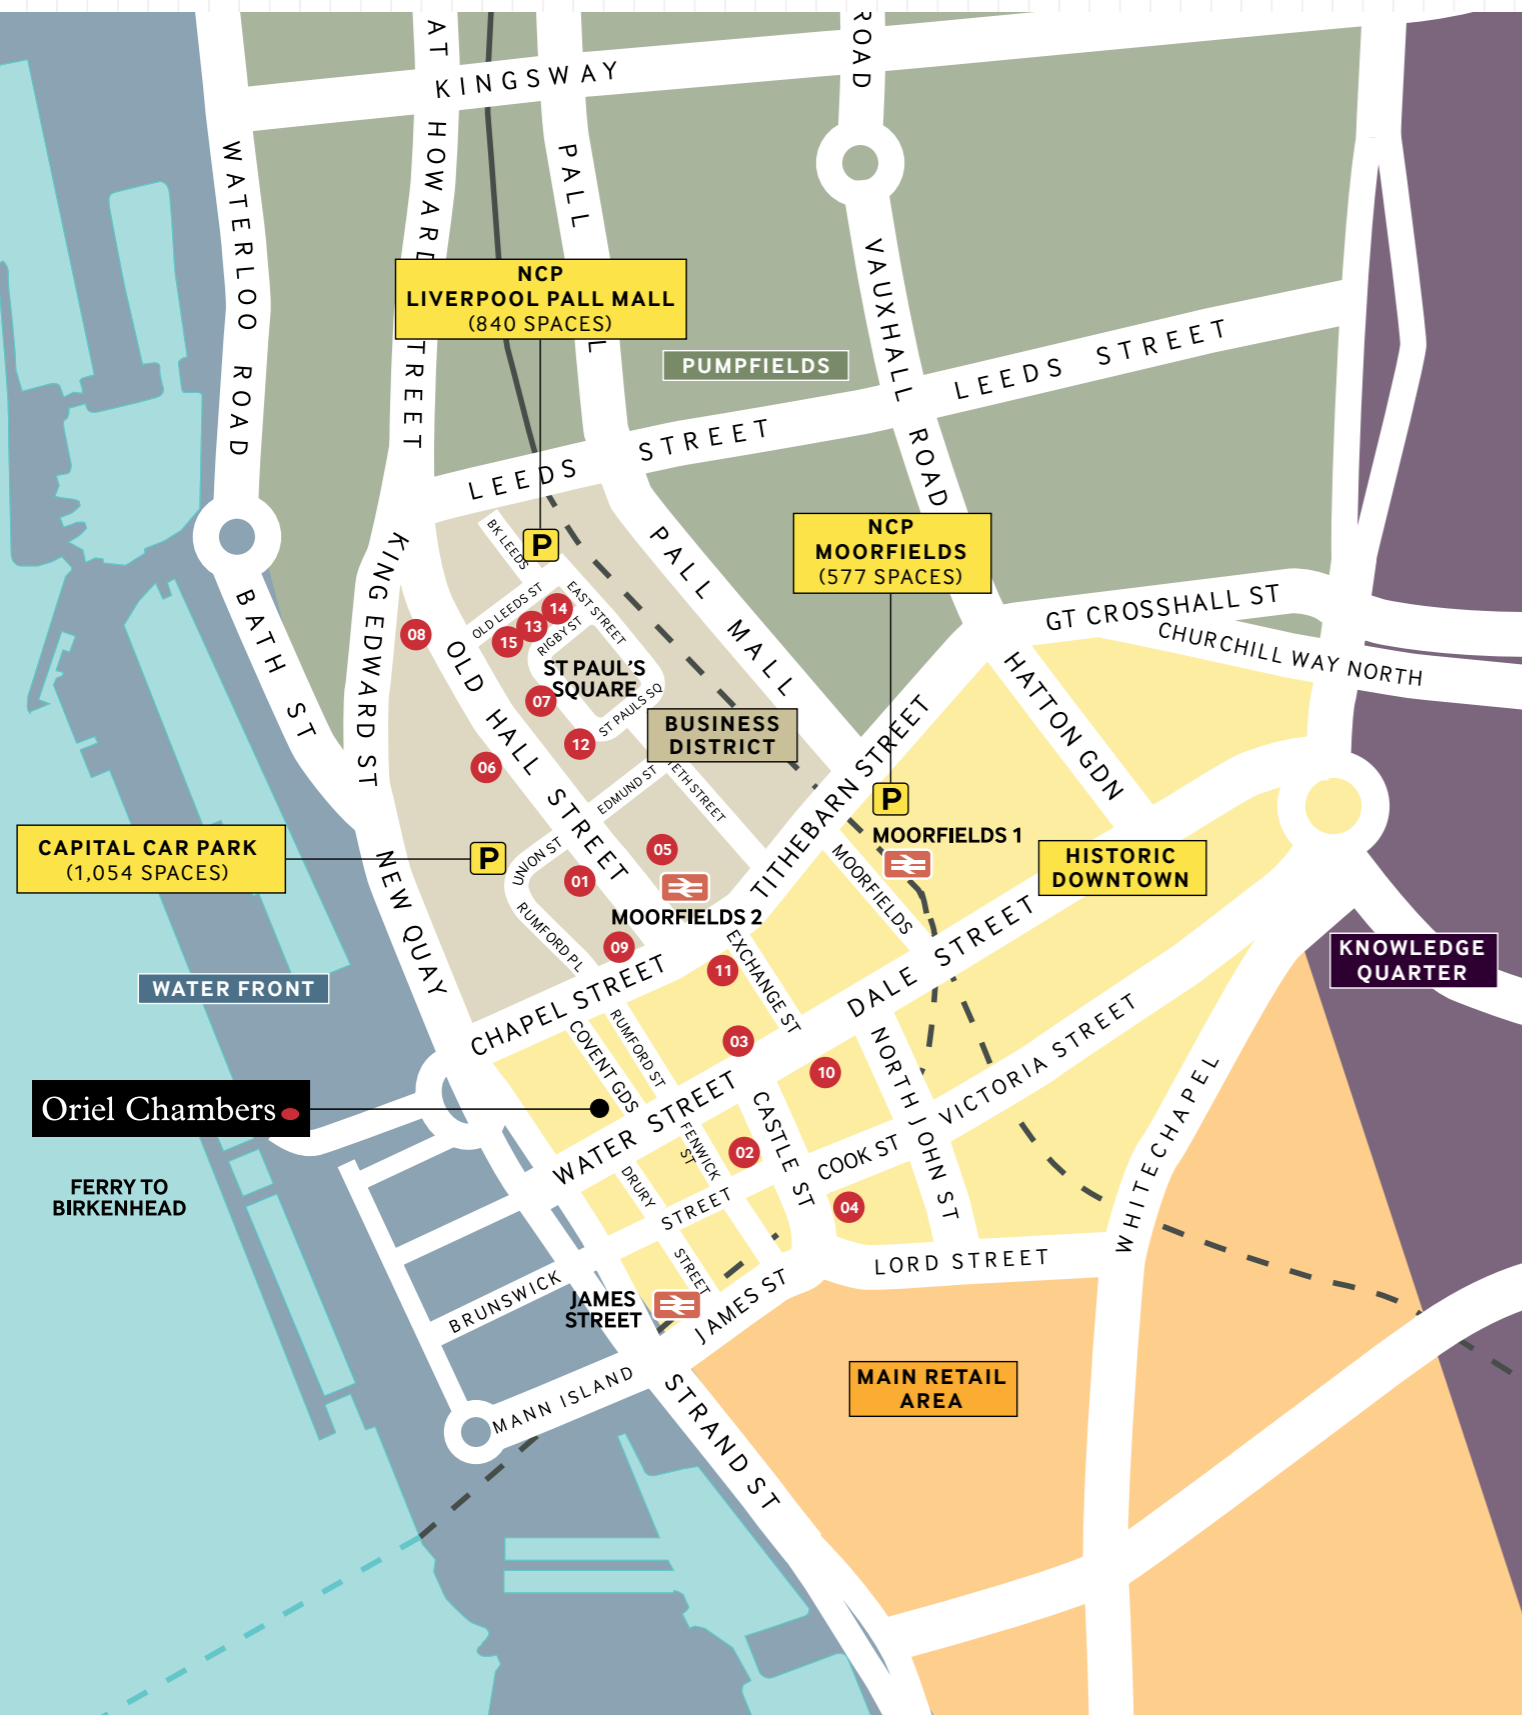 ROAD
AT HOWARD STREET
KINGSWAY
WATERLOO ROAD
PALL
L
VAUXHALL ROAD
NCP
LIVERPOOL PALL MALL
(840 SPACES)
PUMPFIELDS
LEEDS STREET
LEEDS STREET
BK LEEDS
NCP
MOORFIELDS
(577 SPACES)
P
PALL MALL
KING EDWARD ST
BATH ST
GT CROSSHALL ST
CHURCHILL WAY NORTH
OLD LEEDS ST
EAST STREET
RIGBY ST
14
13
15
08
OLD HALL STREET
ST PAUL'S
SQUARE
ST PAULS SQ
07
12
06
HATTON GDN
BUSINESS
DISTRICT
EDMUND ST
ETH STREET
TITHEBARN STREET
P
MOORFIELDS 1
MOORFIELDS
CAPITAL CAR PARK
(1,054 SPACES)
P
UNION ST
05
01
MOORFIELDS 2
RUMFORD PL
09
NEW QUAY
HISTORIC
DOWNTOWN
KNOWLEDGE
QUARTER
WATER FRONT
CHAPEL STREET
EXCHANGE ST
11
DALE STREET
COVENT GDS
RUMFORD ST
03
10
NORTH JOHN ST
VICTORIA STREET
WHITECHAPEL
Oriel Chambers
WATER STREET
CASTLE ST
FENWICK
ST
02
COOK ST
04
FERRY TO
BIRKENHEAD
DRURY
STREET
STREET
BRUNSWICK
JAMES
STREET
JAMES ST
LORD STREET
MANN ISLAND
STRAND ST
MAIN RETAIL
AREA